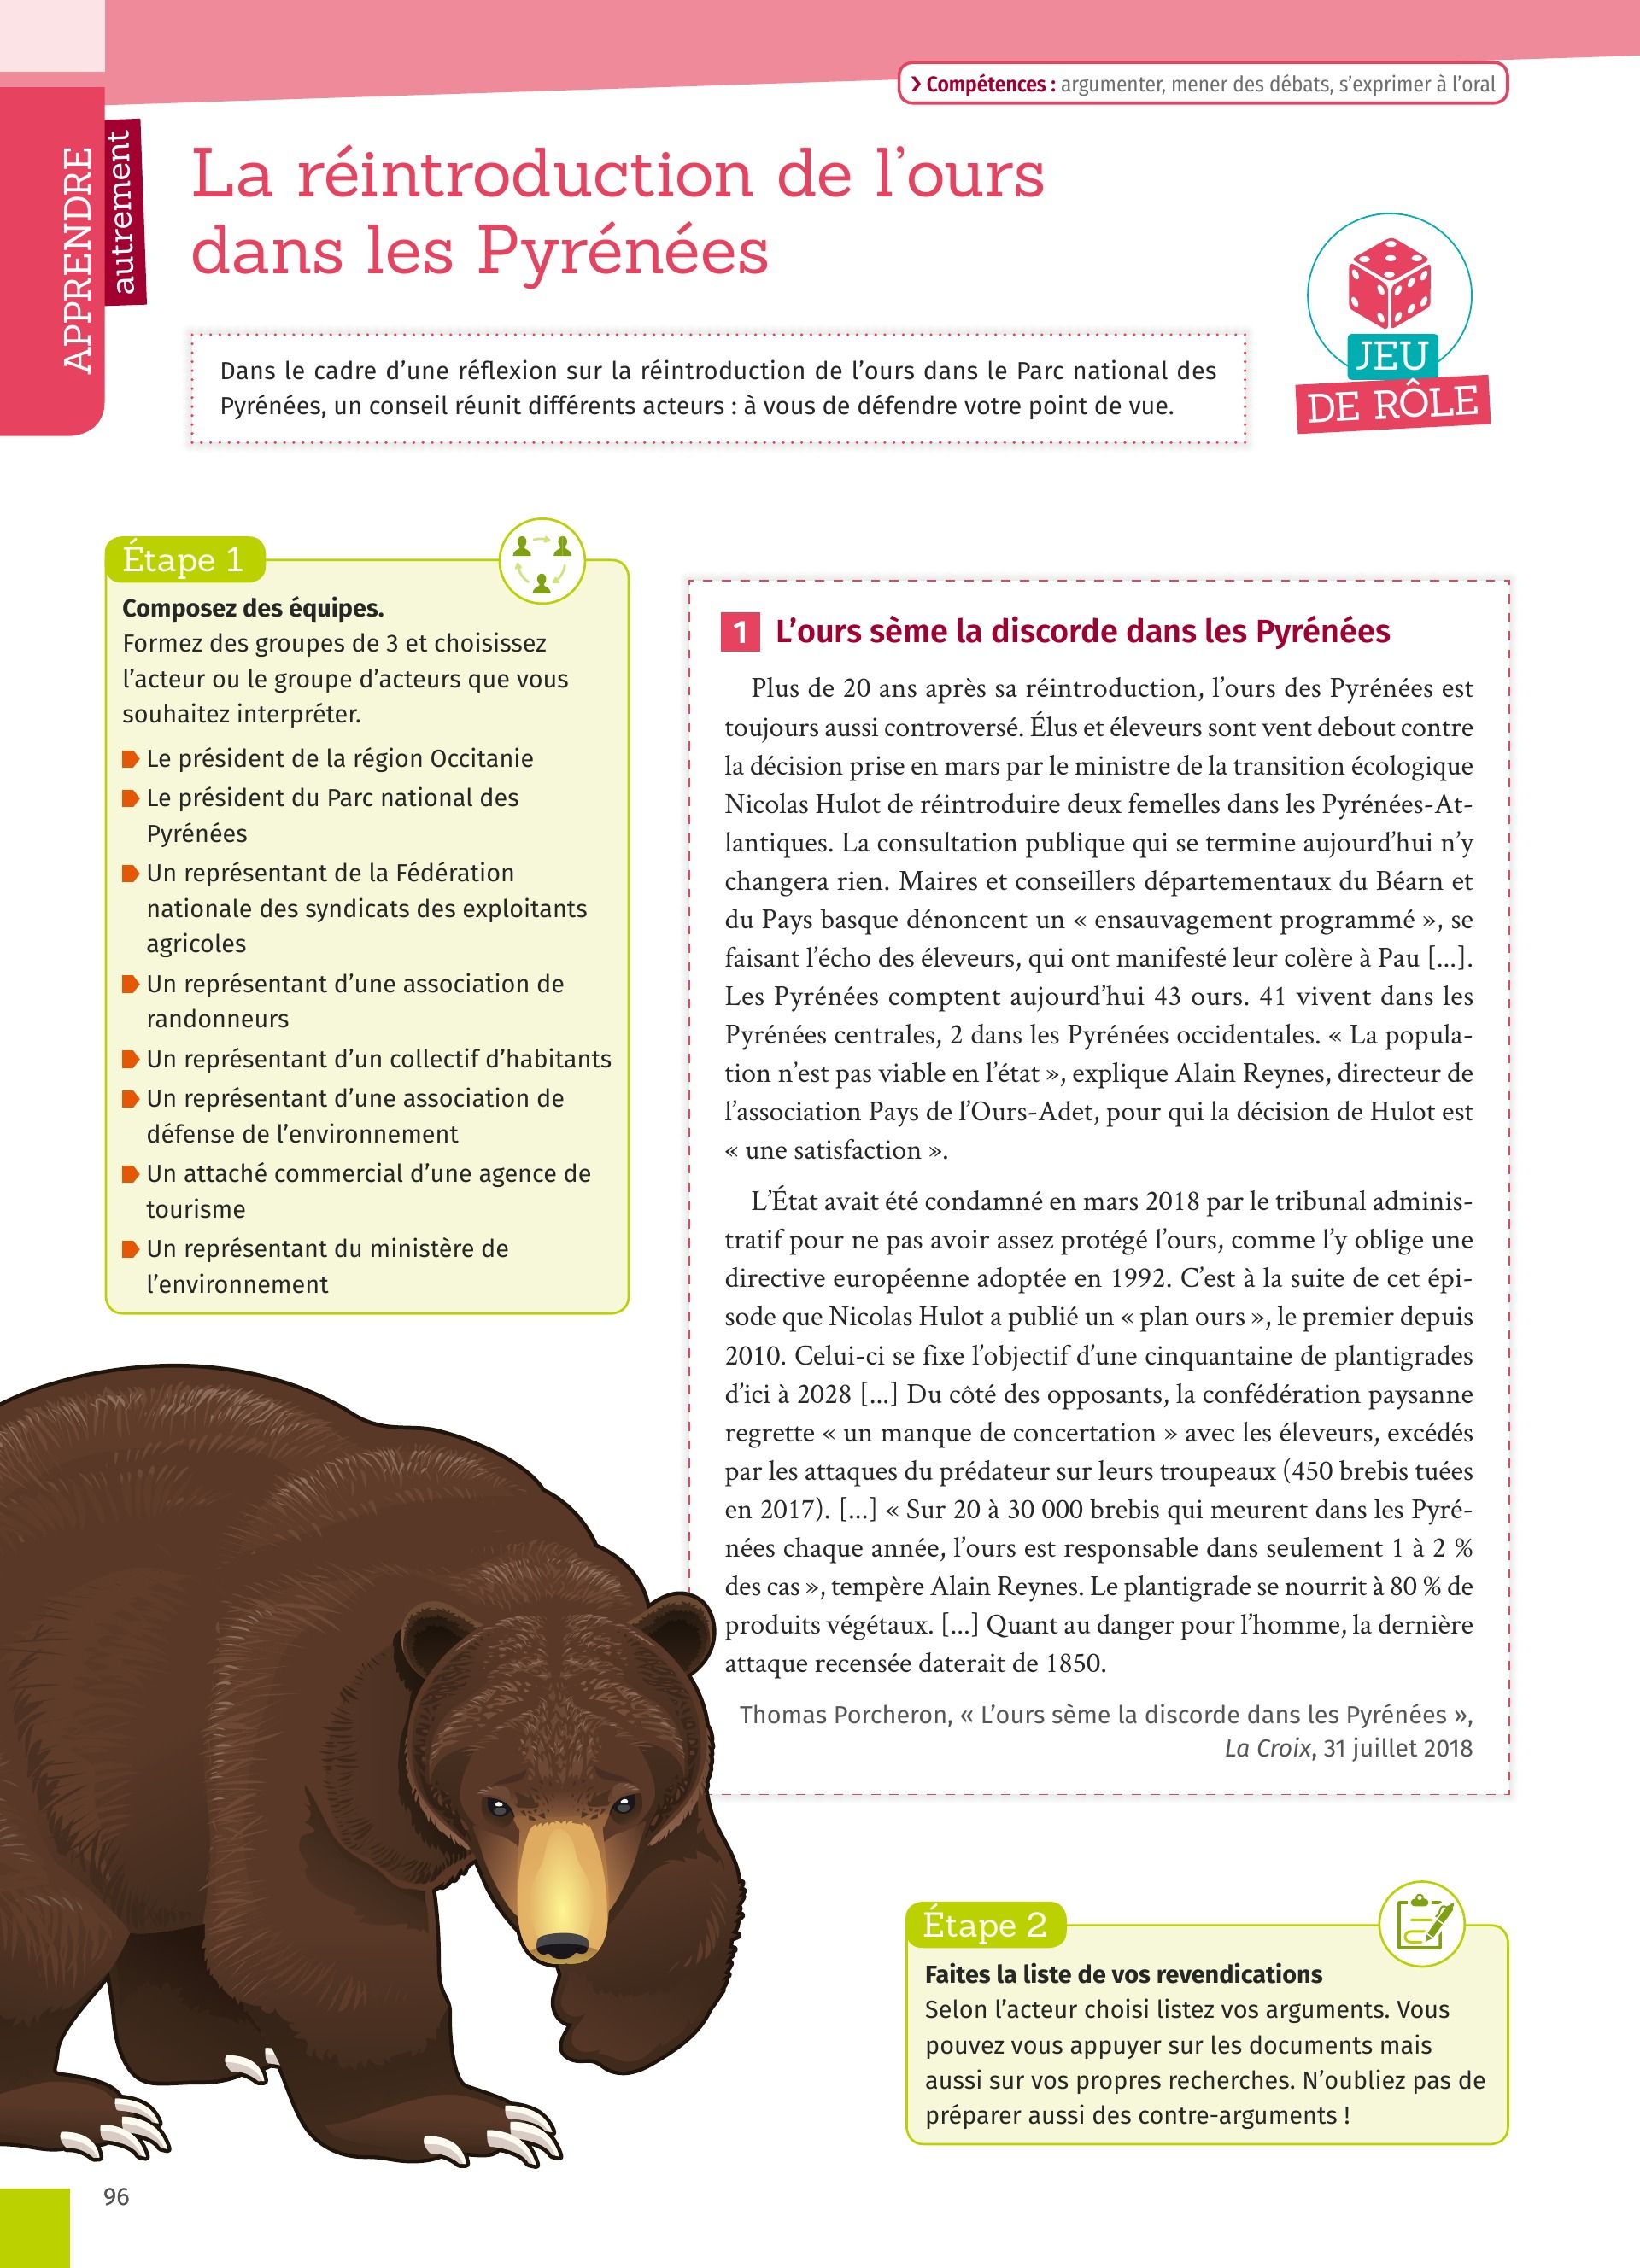 ❯ Compétences : argumenter, mener des débats, s’exprimer à l’oral
APPRENDRE
autrement
La réintroduction de l’ours
dans les Pyrénées
Dans le cadre d’une réflexion sur la réintroduction de l’ours dans le Parc national des
Pyrénées, un conseil réunit différents acteurs : à vous de défendre votre point de vue.
JEU
DE RÔLE
Étape 1
Composez des équipes.
Formez des groupes de 3 et choisissez
l’acteur ou le groupe d’acteurs que vous
souhaitez interpréter.
Le président de la région Occitanie
Le président du Parc national des
Pyrénées
Un représentant de la Fédération
nationale des syndicats des exploitants
agricoles
Un représentant d’une association de
randonneurs
Un représentant d’un collectif d’habitants
Un représentant d’une association de
défense de l’environnement
Un attaché commercial d’une agence de
tourisme
Un représentant du ministère de
l’environnement
1 L’ours sème la discorde dans les Pyrénées
Plus de 20 ans après sa réintroduction, l’ours des Pyrénées est
toujours aussi controversé. Élus et éleveurs sont vent debout contre
la décision prise en mars par le ministre de la transition écologique
Nicolas Hulot de réintroduire deux femelles dans les Pyrénées-At-
lantiques. La consultation publique qui se termine aujourd’hui n’y
changera rien. Maires et conseillers départementaux du Béarn et
du Pays basque dénoncent un « ensauvagement programmé », se
faisant l’écho des éleveurs, qui ont manifesté leur colère à Pau [...].
Les Pyrénées comptent aujourd’hui 43 ours. 41 vivent dans les
Pyrénées centrales, 2 dans les Pyrénées occidentales. « La popula-
tion n’est pas viable en l’état », explique Alain Reynes, directeur de
l’association Pays de l’Ours-Adet, pour qui la décision de Hulot est
« une satisfaction ».
L’État avait été condamné en mars 2018 par le tribunal adminis-
tratif pour ne pas avoir assez protégé l’ours, comme l’y oblige une
directive européenne adoptée en 1992. C’est à la suite de cet épi-
sode que Nicolas Hulot a publié un « plan ours », le premier depuis
2010. Celui-ci se fixe l’objectif d’une cinquantaine de plantigrades
d’ici à 2028 [...] Du côté des opposants, la confédération paysanne
regrette « un manque de concertation » avec les éleveurs, excédés
par les attaques du prédateur sur leurs troupeaux (450 brebis tuées
en 2017). [...] « Sur 20 à 30 000 brebis qui meurent dans les Pyré-
nées chaque année, l’ours est responsable dans seulement 1 à 2 %
des cas », tempère Alain Reynes. Le plantigrade se nourrit à 80 % de
produits végétaux. [...] Quant au danger pour l’homme, la dernière
attaque recensée daterait de 1850.
Thomas Porcheron, « L’ours sème la discorde dans les Pyrénées »,
La Croix, 31 juillet 2018
Étape 2
Faites la liste de vos revendications
Selon l’acteur choisi listez vos arguments. Vous
pouvez vous appuyer sur les documents mais
aussi sur vos propres recherches. N’oubliez pas de
préparer aussi des contre-arguments !
96